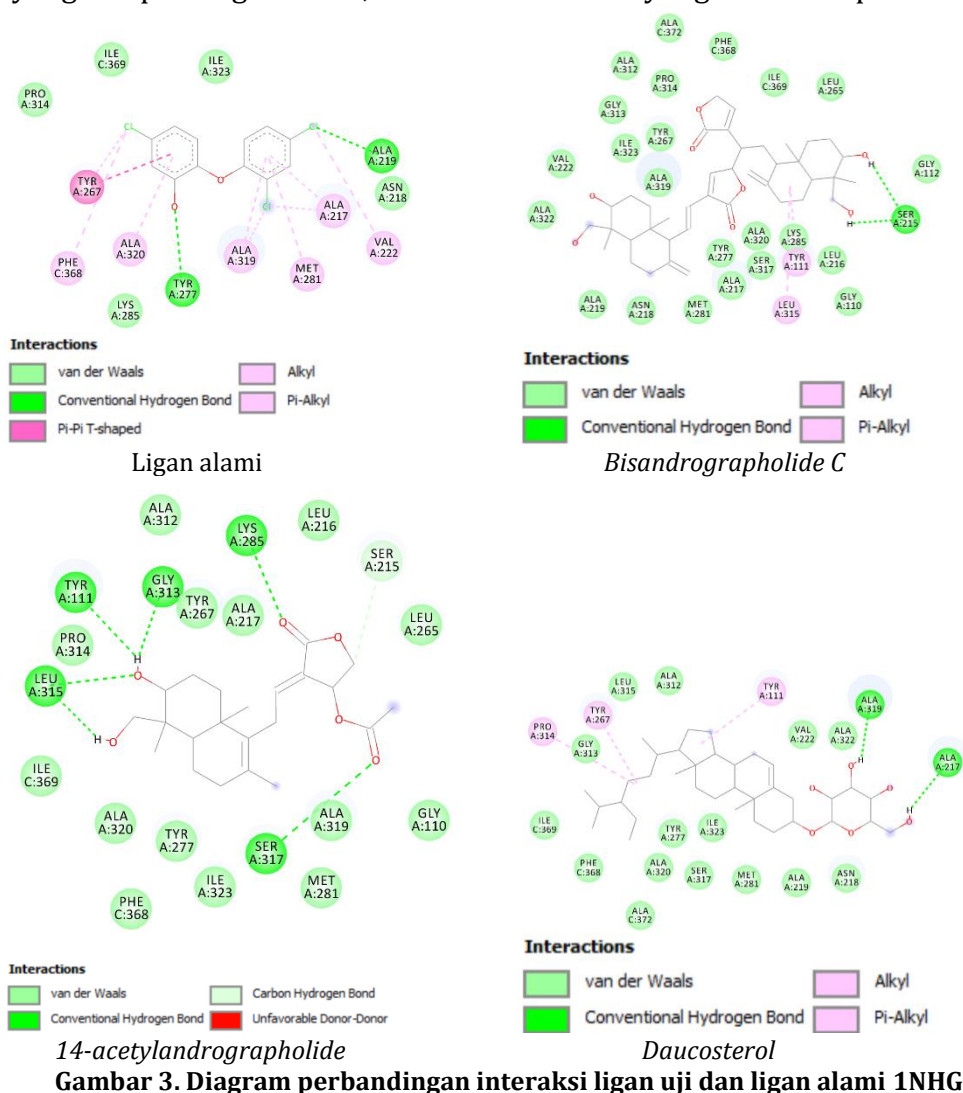 ILE
C:369
ILE
A:323
PRO
A:314
Cl
Cl
ALA
A:219
TYR
A:267
O
ASN
A:218
Cl
ALA
A:217
O
PHE
C:368
ALA
A:320
ALA
A:319
MET
A:281
VAL
A:222
TYR
A:277
LYS
A:285
Interactions
van der Waals
Alkyl
Conventional Hydrogen Bond
Pi-Alkyl
Pi-Pi T-shaped
Ligan alami
ALA
C:372
PHE
C:368
ALA
A:312
PRO
A:314
ILE
C:369
LEU
A:265
GLY
A:313
TYR
A:267
ILE
A:323
VAL
A:222
ALA
A:319
GLY
A:112
ALA
A:322
SER
A:215
ALA
A:320
LYS
A:285
TYR
A:277
SER
A:317
TYR
A:111
LEU
A:216
ALA
A:217
ALA
A:219
ASN
A:218
MET
A:281
LEU
A:315
GLY
A:110
O
O
O
O
O
H
O
H
O
O
Interactions
van der Waals
Alkyl
Conventional Hydrogen Bond
Pi-Alkyl
Bisandrographolide C
ALA
A:312
LYS
A:285
LEU
A:216
SER
A:215
TYR
A:111
GLY
A:313
TYR
A:267
ALA
A:217
LEU
A:265
PRO
A:314
LEU
A:315
ILE
C:369
ALA
A:320
TYR
A:277
ALA
A:319
GLY
A:110
SER
A:317
ILE
A:323
MET
A:281
PHE
C:368
O
O
H
O
O
H
O
O
Interactions
van der Waals
Carbon Hydrogen Bond
Conventional Hydrogen Bond
Unfavorable Donor-Donor
14-acetylandrographolide
LEU
A:315
ALA
A:312
TYR
A:111
ALA
A:319
TYR
A:267
PRO
A:314
GLY
A:313
VAL
A:222
ALA
A:322
ALA
A:217
ILE
C:369
TYR
A:277
ILE
A:323
PHE
C:368
ALA
A:320
SER
A:317
MET
A:281
ALA
A:219
ASN
A:218
ALA
C:372
H
O
O
H
O
O
O
O
Interactions
van der Waals
Alkyl
Conventional Hydrogen Bond
Pi-Alkyl
Daucosterol
Gambar 3. Diagram perbandingan interaksi ligan uji dan ligan alami 1NHG